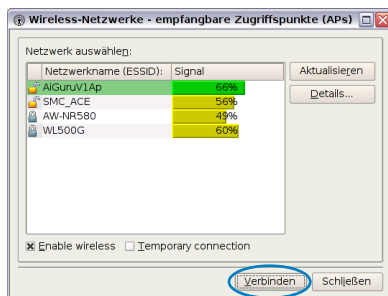 Wireless-Netzwerke - empfangbare Zugriffspunkte (APs)
Netzwerk auswählen:
Netzwerkname (ESSID): Signal
AiGuruV1Ap 66%
SMC_ACE 56%
AW-NR580 49%
WL500G 60%
Aktualisieren
Details...
Enable wireless Temporary connection
Verbinden Schließen